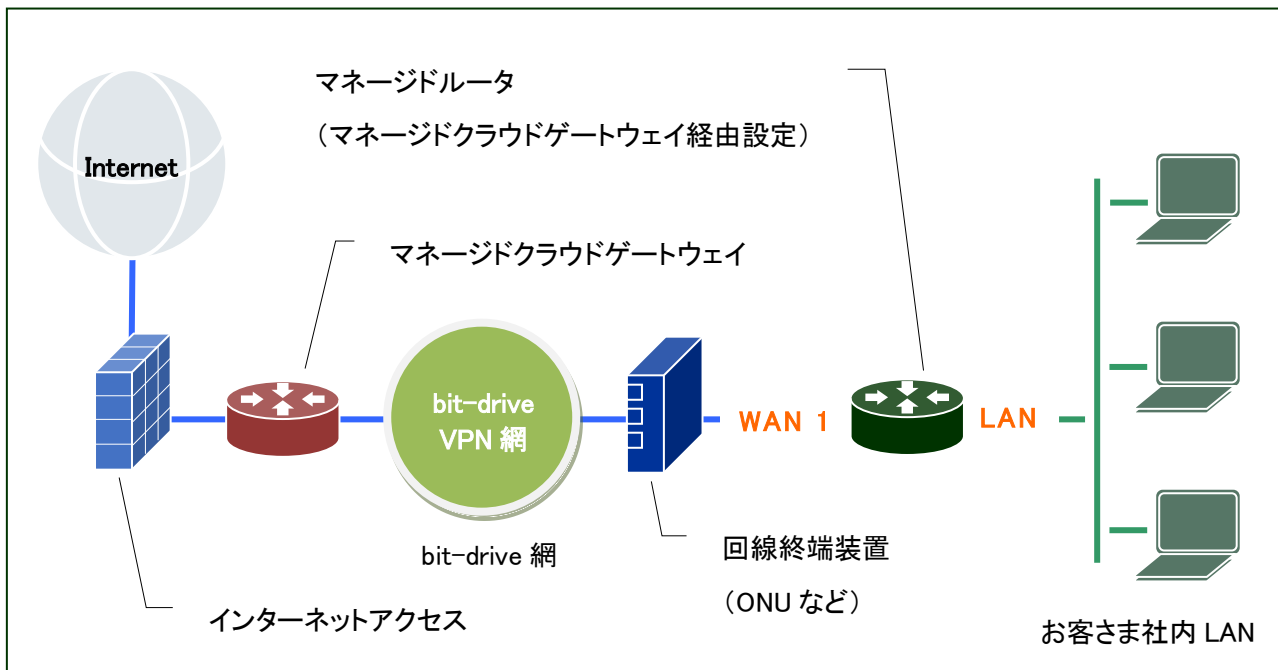 マネージドルータ
（マネージドクラウドゲートウェイ経由設定）
Internet
マネージドクラウドゲートウェイ
bit-drive
VPN 網
WAN 1
LAN
bit-drive 網
回線終端装置
（ONU など）
インターネットアクセス
お客さま社内 LAN